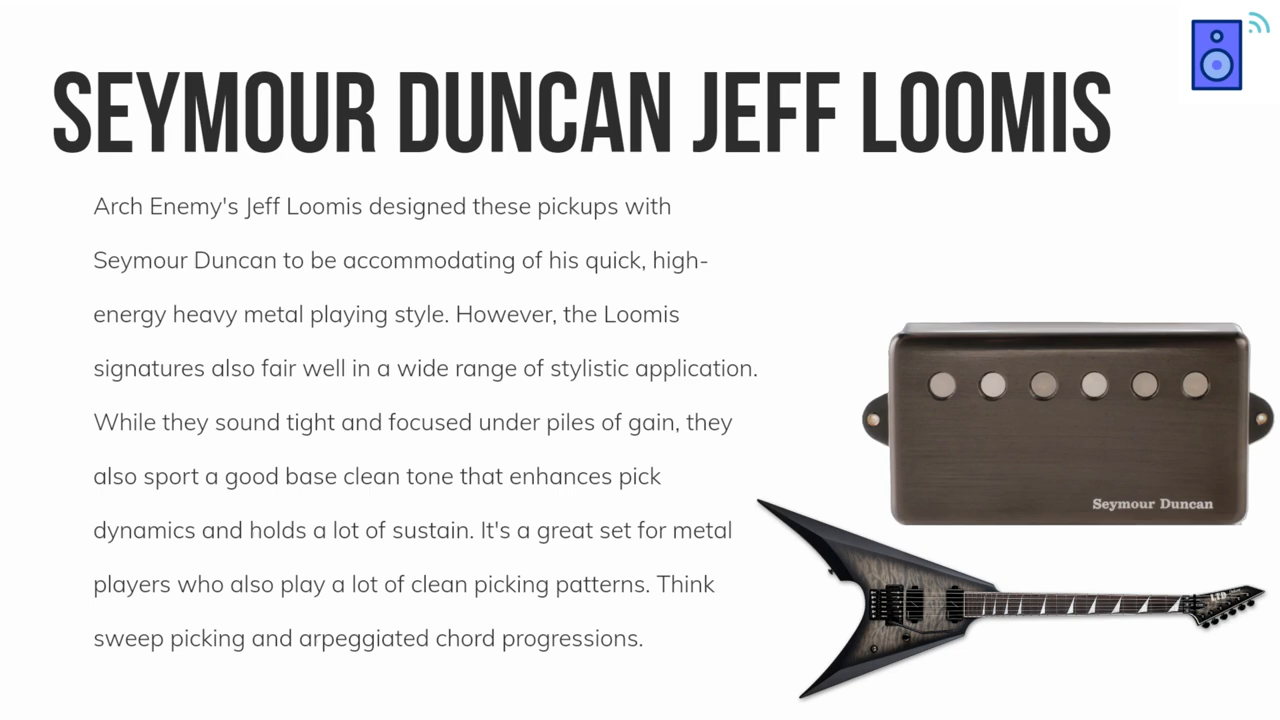 SEYMOUR DUNCAN JEFF LOOMIS
Arch Enemy's Jeff Loomis designed these pickups with
Seymour Duncan to be accommodating of his quick, high-
energy heavy metal playing style. However, the Loomis
signatures also fair well in a wide range of stylistic application.
While they sound tight and focused under piles of gain, they
also sport a good base clean tone that enhances pick
dynamics and holds a lot of sustain. It's a great set for metal
players who also play a lot of clean picking patterns. Think
sweep picking and arpeggiated chord progressions.
Seymour Duncan
LTD